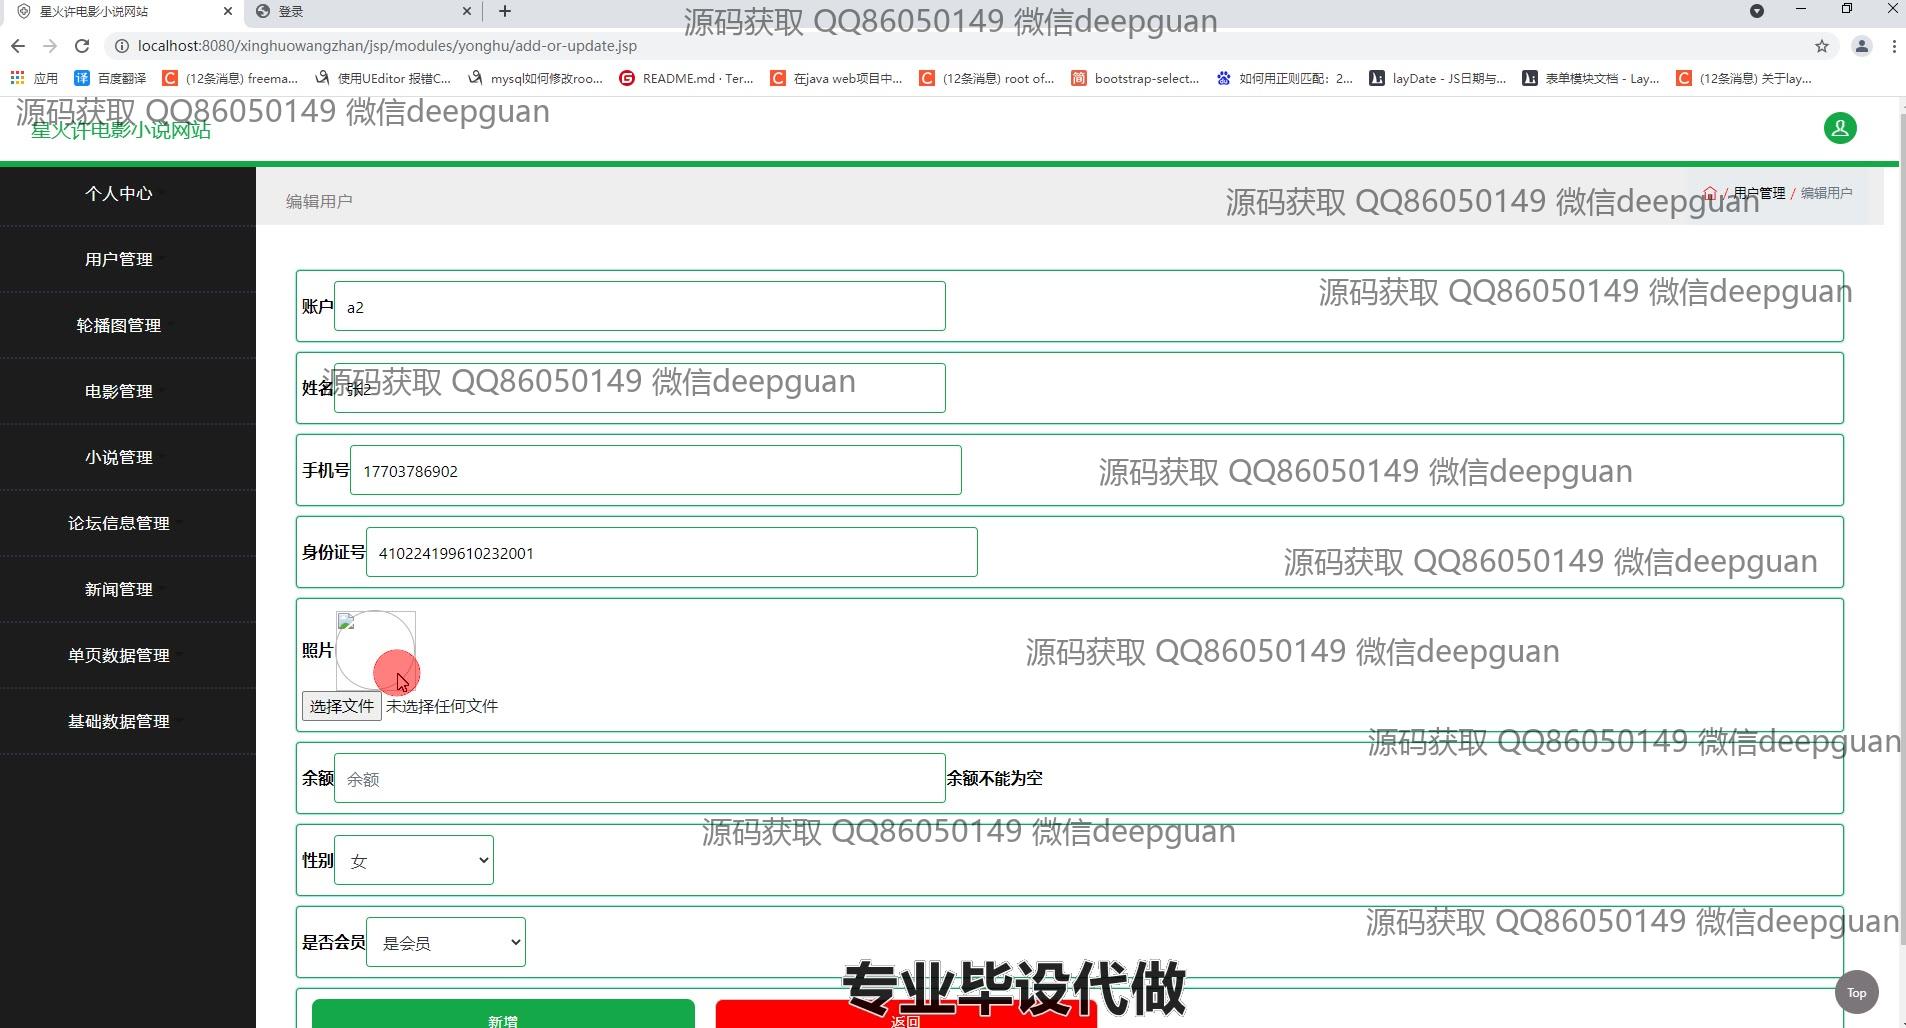 星火许电影小说网站
登录
源码获取 QQ86050149 微信deepguan
localhost:8080/xinghuowangzhan/jsp/modules/yonghu/add-or-update.jsp
应用
百度翻译
(12条消息) freema...
使用UEditor 报错C...
mysql如何修改roo...
README.md · Ter...
在java web项目中...
(12条消息) root of...
bootstrap-select...
如何用正则匹配：2...
layDate - JS日期与...
表单模块文档 - Lay...
(12条消息) 关于lay...
源码获取 QQ86050149 微信deepguan
星火许电影小说网站
个人中心
用户管理
轮播图管理
电影管理
小说管理
论坛信息管理
新闻管理
单页数据管理
基础数据管理
编辑用户
源码获取 QQ86050149 微信deepguan
/ 用户管理 / 编辑用户
账户 a2
源码获取 QQ86050149 微信deepguan
姓名 张2
源码获取 QQ86050149 微信deepguan
手机号 17703786902
源码获取 QQ86050149 微信deepguan
身份证号 410224199610232001
源码获取 QQ86050149 微信deepguan
照片
源码获取 QQ86050149 微信deepguan
选择文件 未选择任何文件
源码获取 QQ86050149 微信deepguan
余额 余额 余额不能为空
源码获取 QQ86050149 微信deepguan
性别 女
源码获取 QQ86050149 微信deepguan
是否会员 是会员
专业毕设代做
Top
新增
返回